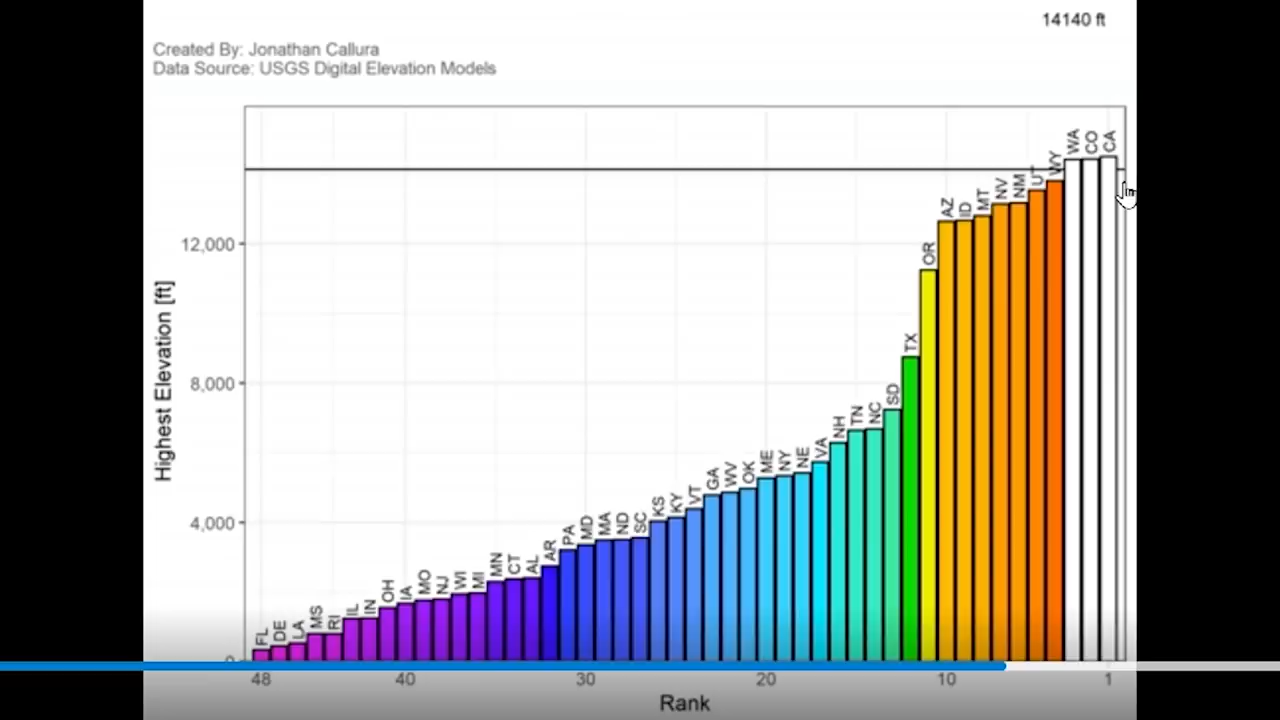 14140 ft
Created By: Jonathan Callura
Data Source: USGS Digital Elevation Models
Highest Elevation [ft]
12,000
8,000
4,000
0
FL
DE
LA
MS
RI
IL
IN
OH
IA
MO
NJ
WI
MI
MN
CT
AL
AR
PA
MD
MA
ND
SC
KS
KY
VT
GA
WV
OK
ME
NY
NE
VA
NH
TN
NC
SD
TX
OR
AZ
ID
MT
NV
NM
UT
WY
WA
CO
CA
48
40
30
20
10
1
Rank